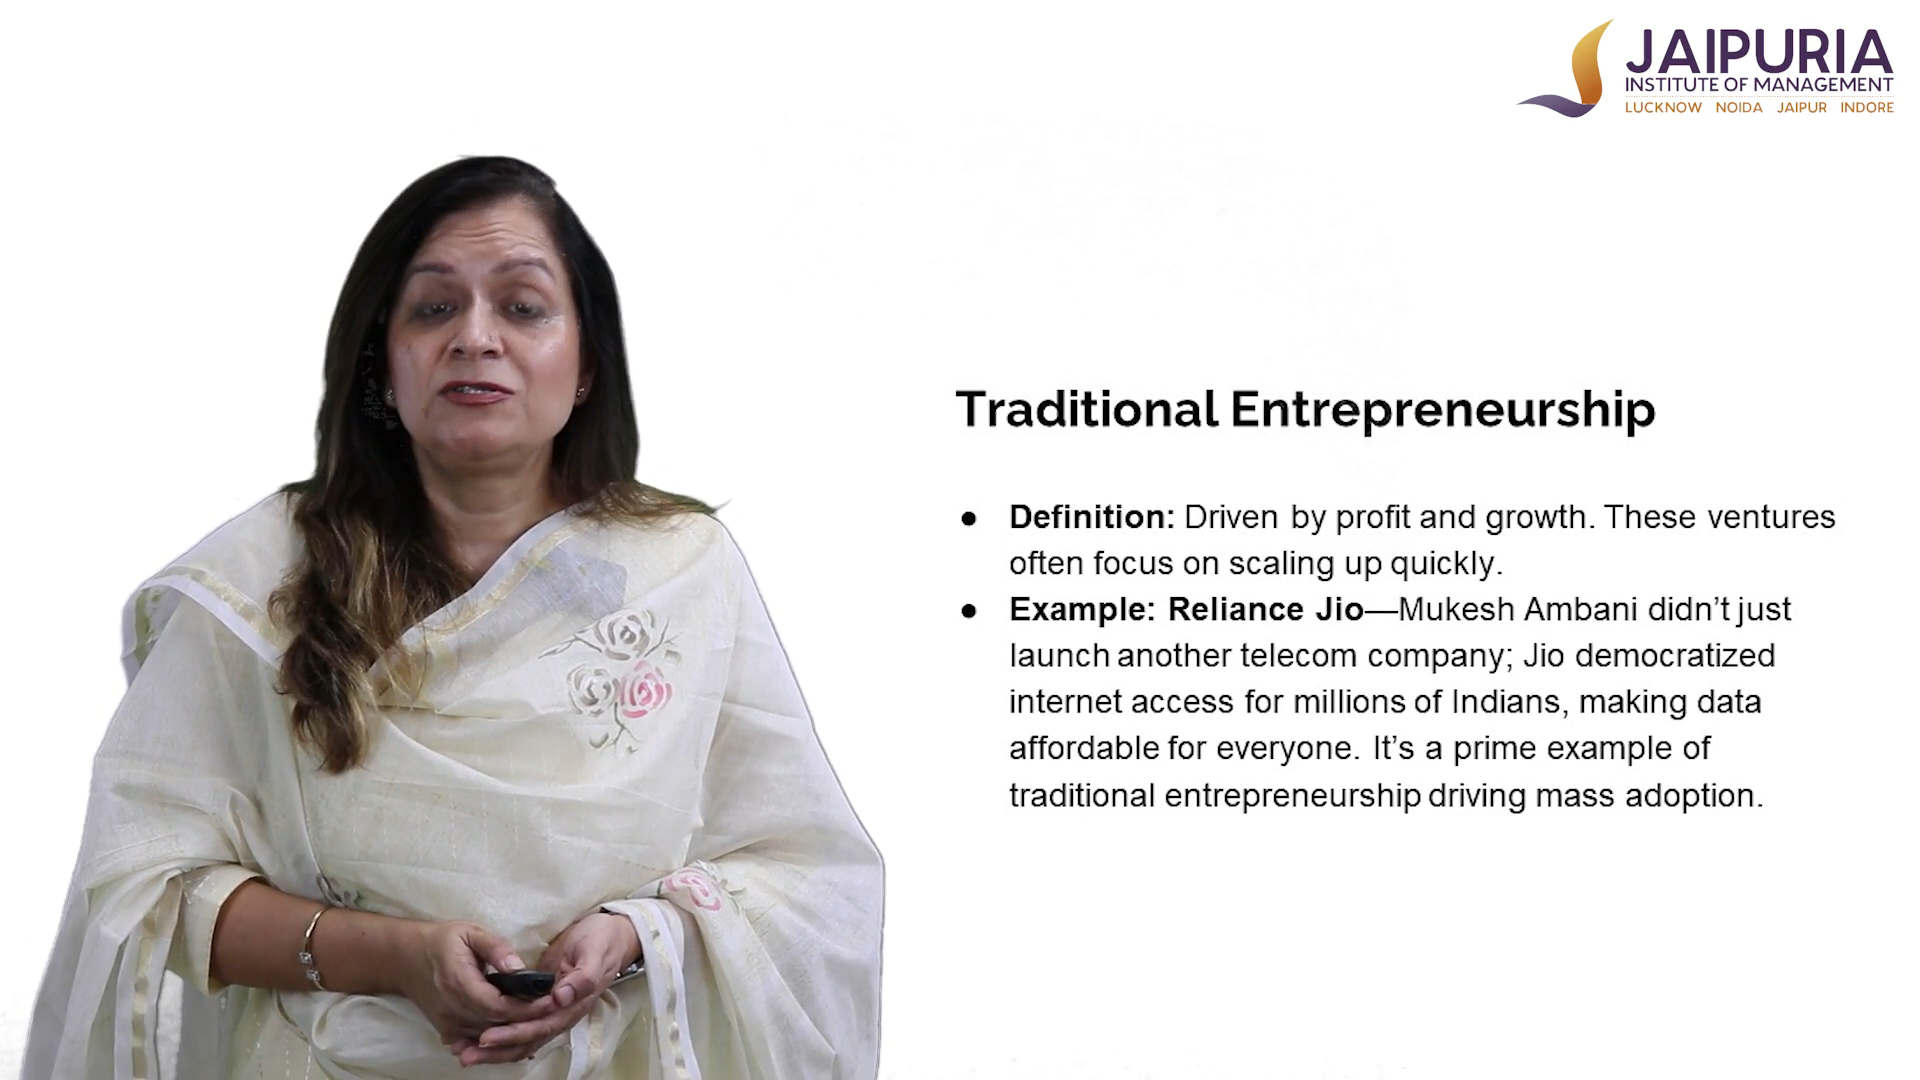 JAIPURIA
INSTITUTE OF MANAGEMENT
LUCKNOW NOIDA JAIPUR INDORE
Traditional Entrepreneurship
● Definition: Driven by profit and growth. These ventures
often focus on scaling up quickly.
● Example: Reliance Jio—Mukesh Ambani didn’t just
launch another telecom company; Jio democratized
internet access for millions of Indians, making data
affordable for everyone. It’s a prime example of
traditional entrepreneurship driving mass adoption.